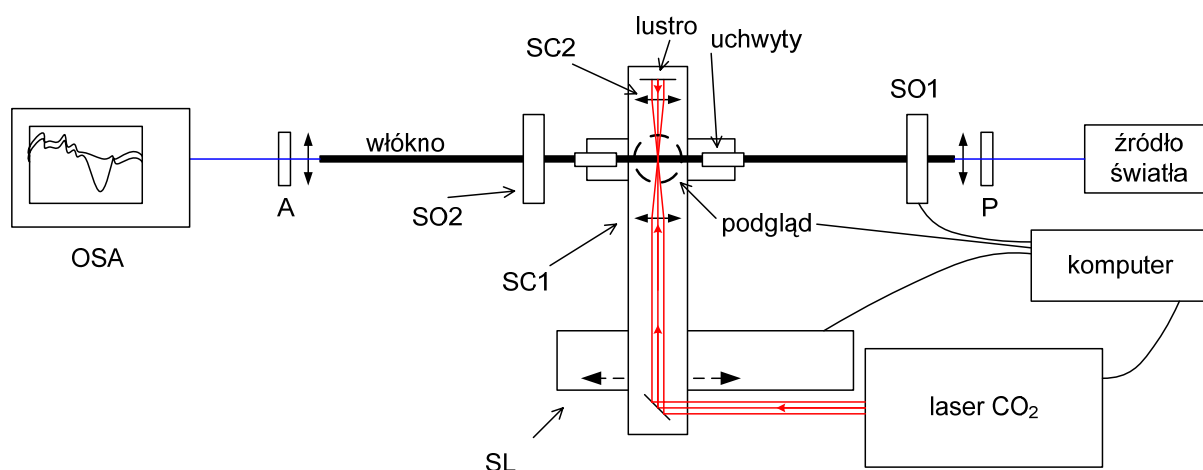 lustro
SC2
uchwyty
SO1
włókno
źródło
światła
A
P
SO2
podgląd
OSA
komputer
SC1
laser CO₂
SL